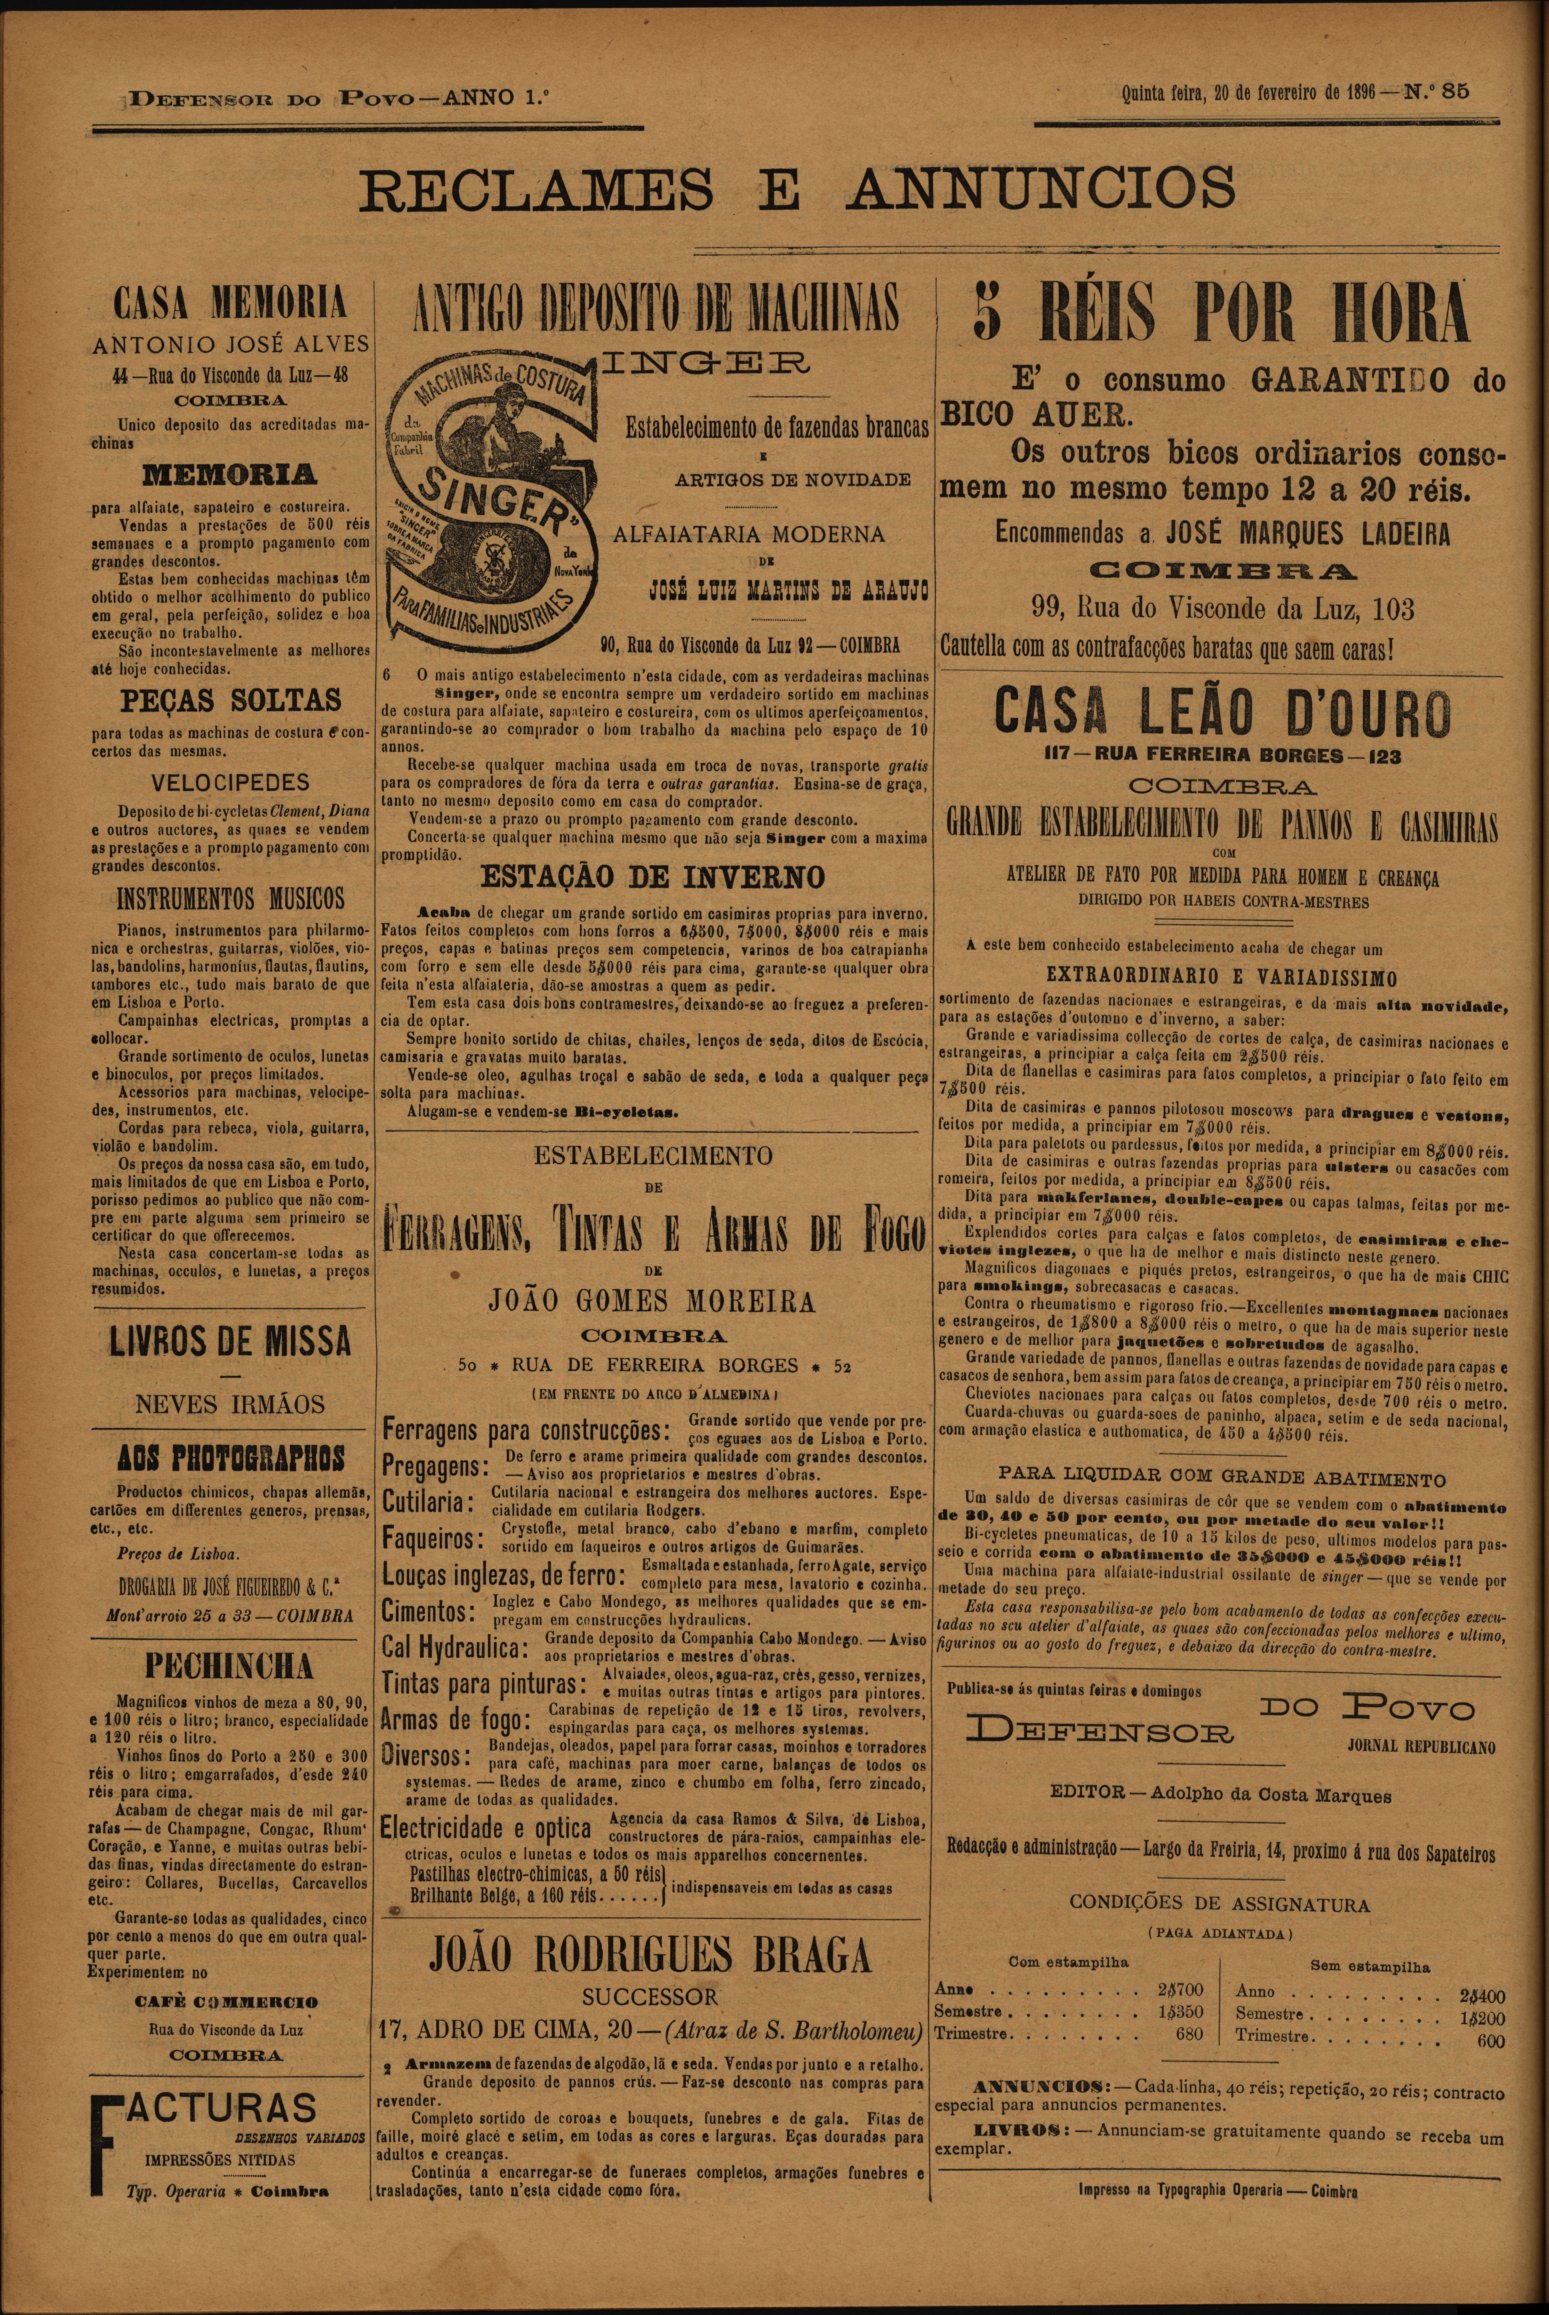 DEFENSOR DO POVO—ANNO 1.º
Quinta feira, 20 de fevereiro de 1896—N.º 85
RECLAMES E ANNUNCIOS
CASA MEMORIA
ANTONIO JOSÉ ALVES
44—Rua do Visconde da Luz—48
COIMBRA
Unico deposito das acreditadas ma-
chinas
MEMORIA
para alfaiate, sapateiro e costureira.
Vendas a prestações de 500 réis
semanaes e a prompto pagamento com
grandes descontos.
Estas bem conhecidas machinas têm
obtido o melhor acolhimento do publico
em geral, pela perfeição, solidez e boa
execução no trabalho.
São incontestavelmente as melhores
até hoje conhecidas.
PEÇAS SOLTAS
para todas as machinas de costura e con-
certos das mesmas.
VELOCIPEDES
Deposito de bi-cycletas Clement, Diana
e outros auctores, as quaes se vendem
as prestações e a prompto pagamento com
grandes descontos.
INSTRUMENTOS MUSICOS
Pianos, instrumentos para philarmo-
nica e orchestras, guitarras, violões, vio-
las, bandolins, harmonius, flautas, flautins,
tambores etc., tudo mais barato de que
em Lisboa e Porto.
Campainhas electricas, promptas a
collocar.
Grande sortimento de oculos, lunetas
e binoculos, por preços limitados.
Acessorios para machinas, velocipe-
des, instrumentos, etc.
Cordas para rebeca, viola, guitarra,
violão e bandolim.
Os preços da nossa casa são, em tudo,
mais limitados de que em Lisboa e Porto,
porisso pedimos ao publico que não com-
pre em parte alguma sem primeiro se
certificar do que offerecemos.
Nesta casa concertam-se todas as
machinas, occulos, e lunetas, a preços
resumidos.
LIVROS DE MISSA
NEVES IRMÃOS
AOS PHOTOGRAPHOS
Productos chimicos, chapas allemãs,
cartões em differentes generos, prensas,
etc., etc.
Preços de Lisboa.
DROGARIA DE JOSÉ FIGUEIREDO & C.ª
Mont'arroio 25 a 33—COIMBRA
PECHINCHA
Magnificos vinhos de meza a 80, 90,
e 100 réis o litro; branco, especialidade
a 120 réis o litro.
Vinhos finos do Porto a 250 e 300
réis o litro; emgarrafados, d'esde 240
réis para cima.
Acabam de chegar mais de mil gar-
rafas—de Champagne, Congac, Rhum'
Coração, e Yanne, e muitas outras bebi-
das finas, vindas directamente do estran-
geiro: Collares, Bucellas, Carcavellos
etc.
Garante-se todas as qualidades, cinco
por cento a menos do que em outra qual-
quer parte.
Experimentem no
CAFÈ COMMERCIO
Rua do Visconde da Luz
COIMBRA
FACTURAS
DESENHOS VARIADOS
IMPRESSÕES NITIDAS
Typ. Operaria * Coimbra
ANTIGO DEPOSITO DE MACHINAS
SINGER
MACHINAS de COSTURA
da
Companhia
Fabril
"SINGER"
EXIGIR O NOME
"SINGER"
SOBRE A MARCA
DA FABRICA
de
NOVA YORK
PARA FAMILIAS e INDUSTRIAES
Estabelecimento de fazendas brancas
E
ARTIGOS DE NOVIDADE
ALFAIATARIA MODERNA
DE
JOSÉ LUIZ MARTINS DE ARAUJO
90, Rua do Visconde da Luz 92—COIMBRA
6 O mais antigo estabelecimento n'esta cidade, com as verdadeiras machinas
Singer, onde se encontra sempre um verdadeiro sortido em machinas
de costura para alfaiate, sapateiro e costureira, com os ultimos aperfeiçoamentos,
garantindo-se ao comprador o bom trabalho da machina pelo espaço de 10
annos.
Recebe-se qualquer machina usada em troca de novas, transporte gratis
para os compradores de fóra da terra e outras garantias. Ensina-se de graça,
tanto no mesmo deposito como em casa do comprador.
Vendem-se a prazo ou prompto pagamento com grande desconto.
Concerta-se qualquer machina mesmo que não seja Singer com a maxima
promptidão.
ESTAÇÃO DE INVERNO
Acaba de chegar um grande sortido em casimiras proprias para inverno.
Fatos feitos completos com bons forros a 6$500, 7$000, 8$000 réis e mais
preços, capas e batinas preços sem competencia, varinos de boa catrapianha
com forro e sem elle desde 5$000 réis para cima, garante-se qualquer obra
feita n'esta alfaiateria, dão-se amostras a quem as pedir.
Tem esta casa dois bons contramestres, deixando-se ao freguez a preferen-
cia de optar.
Sempre bonito sortido de chitas, chailes, lenços de seda, ditos de Escócia,
camisaria e gravatas muito baratas.
Vende-se oleo, agulhas troçal e sabão de seda, e toda a qualquer peça
solta para machinas.
Alugam-se e vendem-se Bi-cycletas.
ESTABELECIMENTO
DE
FERRAGENS, TINTAS E ARMAS DE FOGO
DE
JOÃO GOMES MOREIRA
COIMBRA
50 * RUA DE FERREIRA BORGES * 52
(EM FRENTE DO ARCO D'ALMEDINA)
Ferragens para construcções: Grande sortido que vende por pre-
ços eguaes aos de Lisboa e Porto.
Pregagens: De ferro e arame primeira qualidade com grandes descontos.
—Aviso aos proprietarios e mestres d'obras.
Cutilaria: Cutilaria nacional e estrangeira dos melhores auctores. Espe-
cialidade em cutilaria Rodgers.
Faqueiros: Crystofle, metal branco, cabo d'ebano e marfim, completo
sortido em faqueiros e outros artigos de Guimarães.
Louças inglezas, de ferro: Esmaltada e estanhada, ferro Agate, serviço
completo para mesa, lavatorio e cozinha.
Cimentos: Inglez e Cabo Mondego, as melhores qualidades que se em-
pregam em construcções hydraulicas.
Cal Hydraulica: Grande deposito da Companhia Cabo Mondego.—Aviso
aos proprietarios e mestres d'obras.
Tintas para pinturas: Alvaiades, oleos, agua-raz, crés, gesso, vernizes,
e muitas outras tintas e artigos para pintores.
Armas de fogo: Carabinas de repetição de 12 e 15 tiros, revolvers,
espingardas para caça, os melhores systemas.
Diversos: Bandejas, oleados, papel para forrar casas, moinhos e torradores
para café, machinas para moer carne, balanças de todos os
systemas.—Redes de arame, zinco e chumbo em folha, ferro zincado,
arame de todas as qualidades.
Electricidade e optica Agencia da casa Ramos & Silva, de Lisboa,
constructores de pára-raios, campainhas ele-
ctricas, oculos e lunetas e todos os mais apparelhos concernentes.
Pastilhas electro-chimicas, a 50 réis
Brilhante Belge, a 160 réis......
indispensaveis em todas as casas
JOÃO RODRIGUES BRAGA
SUCCESSOR
17, ADRO DE CIMA, 20—(Atraz de S. Bartholomeu)
2 Armazem de fazendas de algodão, lã e seda. Vendas por junto e a retalho.
Grande deposito de pannos crús.—Faz-se desconto nas compras para
revender.
Completo sortido de coroas e bouquets, funebres e de gala. Fitas de
faille, moiré glacé e setim, em todas as cores e larguras. Eças douradas para
adultos e creanças.
Continúa a encarregar-se de funeraes completos, armações funebres e
trasladações, tanto n'esta cidade como fóra.
5 RÉIS POR HORA
E' o consumo GARANTIDO do
BICO AUER.
Os outros bicos ordinarios conso-
mem no mesmo tempo 12 a 20 réis.
Encommendas a JOSÉ MARQUES LADEIRA
COIMBRA
99, Rua do Visconde da Luz, 103
Cautella com as contrafacções baratas que saem caras!
CASA LEÃO D'OURO
117—RUA FERREIRA BORGES—123
COIMBRA
GRANDE ESTABELECIMENTO DE PANNOS E CASIMIRAS
COM
ATELIER DE FATO POR MEDIDA PARA HOMEM E CREANÇA
DIRIGIDO POR HABEIS CONTRA-MESTRES
A este bem conhecido estabelecimento acaba de chegar um
EXTRAORDINARIO E VARIADISSIMO
sortimento de fazendas nacionaes e estrangeiras, e da mais alta novidade,
para as estações d'outomno e d'inverno, a saber:
Grande e variadissima collecção de cortes de calça, de casimiras nacionaes e
estrangeiras, a principiar a calça feita em 2$500 réis.
Dita de flanellas e casimiras para fatos completos, a principiar o fato feito em
7$500 réis.
Dita de casimiras e pannos pilotosou moscows para dragues e vestons,
feitos por medida, a principiar em 7$000 réis.
Dita para paletots ou pardessus, feitos por medida, a principiar em 8$000 réis.
Dita de casimiras e outras fazendas proprias para ulsters ou casacões com
romeira, feitos por medida, a principiar em 8$500 réis.
Dita para makferlanes, double-capes ou capas talmas, feitas por me-
dida, a principiar em 7$000 réis.
Explendidos cortes para calças e fatos completos, de casimiras e che-
viotes inglezes, o que ha de melhor e mais distincto neste genero.
Magnificos diagonaes e piqués pretos, estrangeiros, o que ha de mais CHIC
para smokings, sobrecasacas e casacas.
Contra o rheumatismo e rigoroso frio.—Excellentes montagnacs nacionaes
e estrangeiros, de 1$800 a 8$000 réis o metro, o que ha de mais superior neste
genero e de melhor para jaquetões e sobretudos de agasalho.
Grande variedade de pannos, flanellas e outras fazendas de novidade para capas e
casacos de senhora, bem assim para fatos de creança, a principiar em 750 réis o metro.
Cheviotes nacionaes para calças ou fatos completos, desde 700 réis o metro.
Guarda-chuvas ou guarda-soes de paninho, alpaca, setim e de seda nacional,
com armação elastica e authomatica, de 450 a 4$500 réis.
PARA LIQUIDAR COM GRANDE ABATIMENTO
Um saldo de diversas casimiras de côr que se vendem com o abatimento
de 30, 40 e 50 por cento, ou por metade do seu valor!!
Bi-cycletes pneumaticas, de 10 a 15 kilos de peso, ultimos modelos para pas-
seio e corrida com o abatimento de 35$000 e 45$000 réis!!
Uma machina para alfaiate-industrial ossilante de singer—que se vende por
metade do seu preço.
Esta casa responsabilisa-se pelo bom acabamento de todas as confecções execu-
tadas no seu atelier d'alfaiate, as quaes são confeccionadas pelos melhores e ultimo,
figurinos ou ao gosto do freguez, e debaixo da direcção do contra-mestre.
Publica-se ás quintas feiras e domingos
DEFENSOR DO POVO
JORNAL REPUBLICANO
EDITOR—Adolpho da Costa Marques
Redacção e administração—Largo da Freiria, 14, proximo á rua dos Sapateiros
CONDIÇÕES DE ASSIGNATURA
(PAGA ADIANTADA)
Com estampilha
Anno . . . . . . . . . 2$700
Semestre . . . . . . . . 1$350
Trimestre . . . . . . . . 680
Sem estampilha
Anno . . . . . . . . . 2$400
Semestre . . . . . . . . 1$200
Trimestre . . . . . . . . 600
ANNUNCIOS:—Cada linha, 40 réis; repetição, 20 réis; contracto
especial para annuncios permanentes.
LIVROS:—Annunciam-se gratuitamente quando se receba um
exemplar.
Impresso na Typographia Operaria—Coimbra